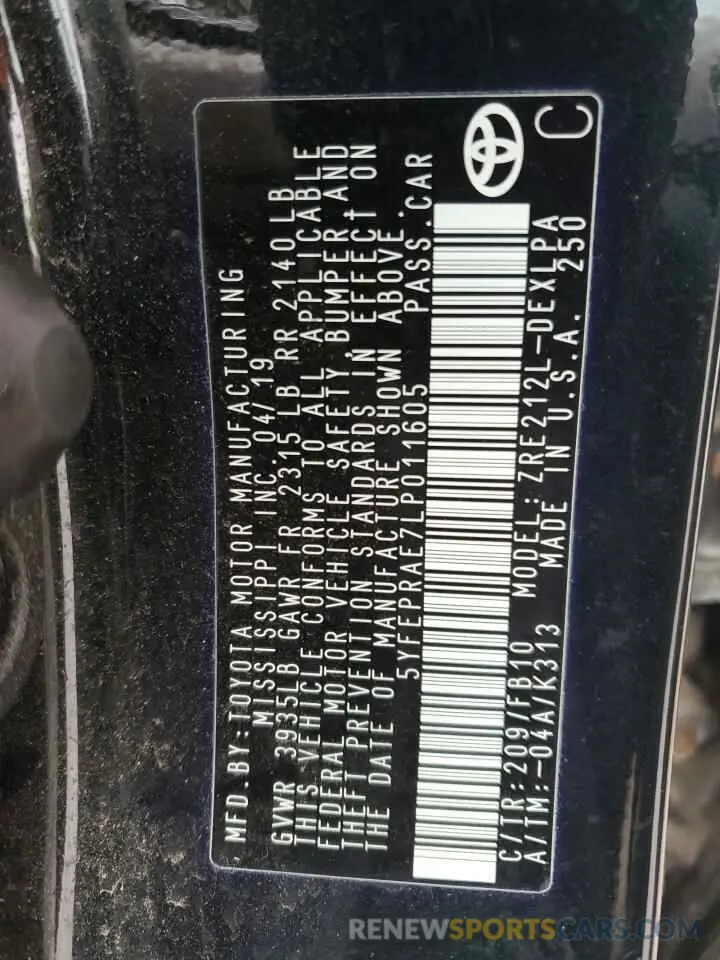 MFD.BY:TOYOTA MOTOR MANUFACTURING
MISSISSIPPI INC. 04/19
GVWR 3935LB GAWR FR 2315 LB RR 2140LB
THIS VEHICLE CONFORMS TO ALL APPLICABLE
FEDERAL MOTOR VEHICLE SAFETY, BUMPER AND
THEFT PREVENTION STANDARDS IN EFFECT ON
THE DATE OF MANUFACTURE SHOWN ABOVE.
5YFEPRAE7LP011605 PASS.CAR
C/TR:209/FB10 MODEL:ZRE212L-DEXLPA
A/TM:-04A/K313 MADE IN U.S.A. 250
C
RENEWSPORTSCARS.COM